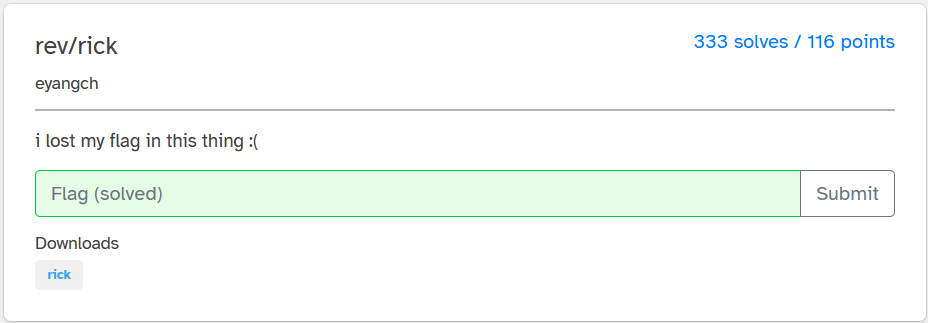 rev/rick
333 solves / 116 points
eyangch
i lost my flag in this thing :(
Flag (solved)
Submit
Downloads
rick